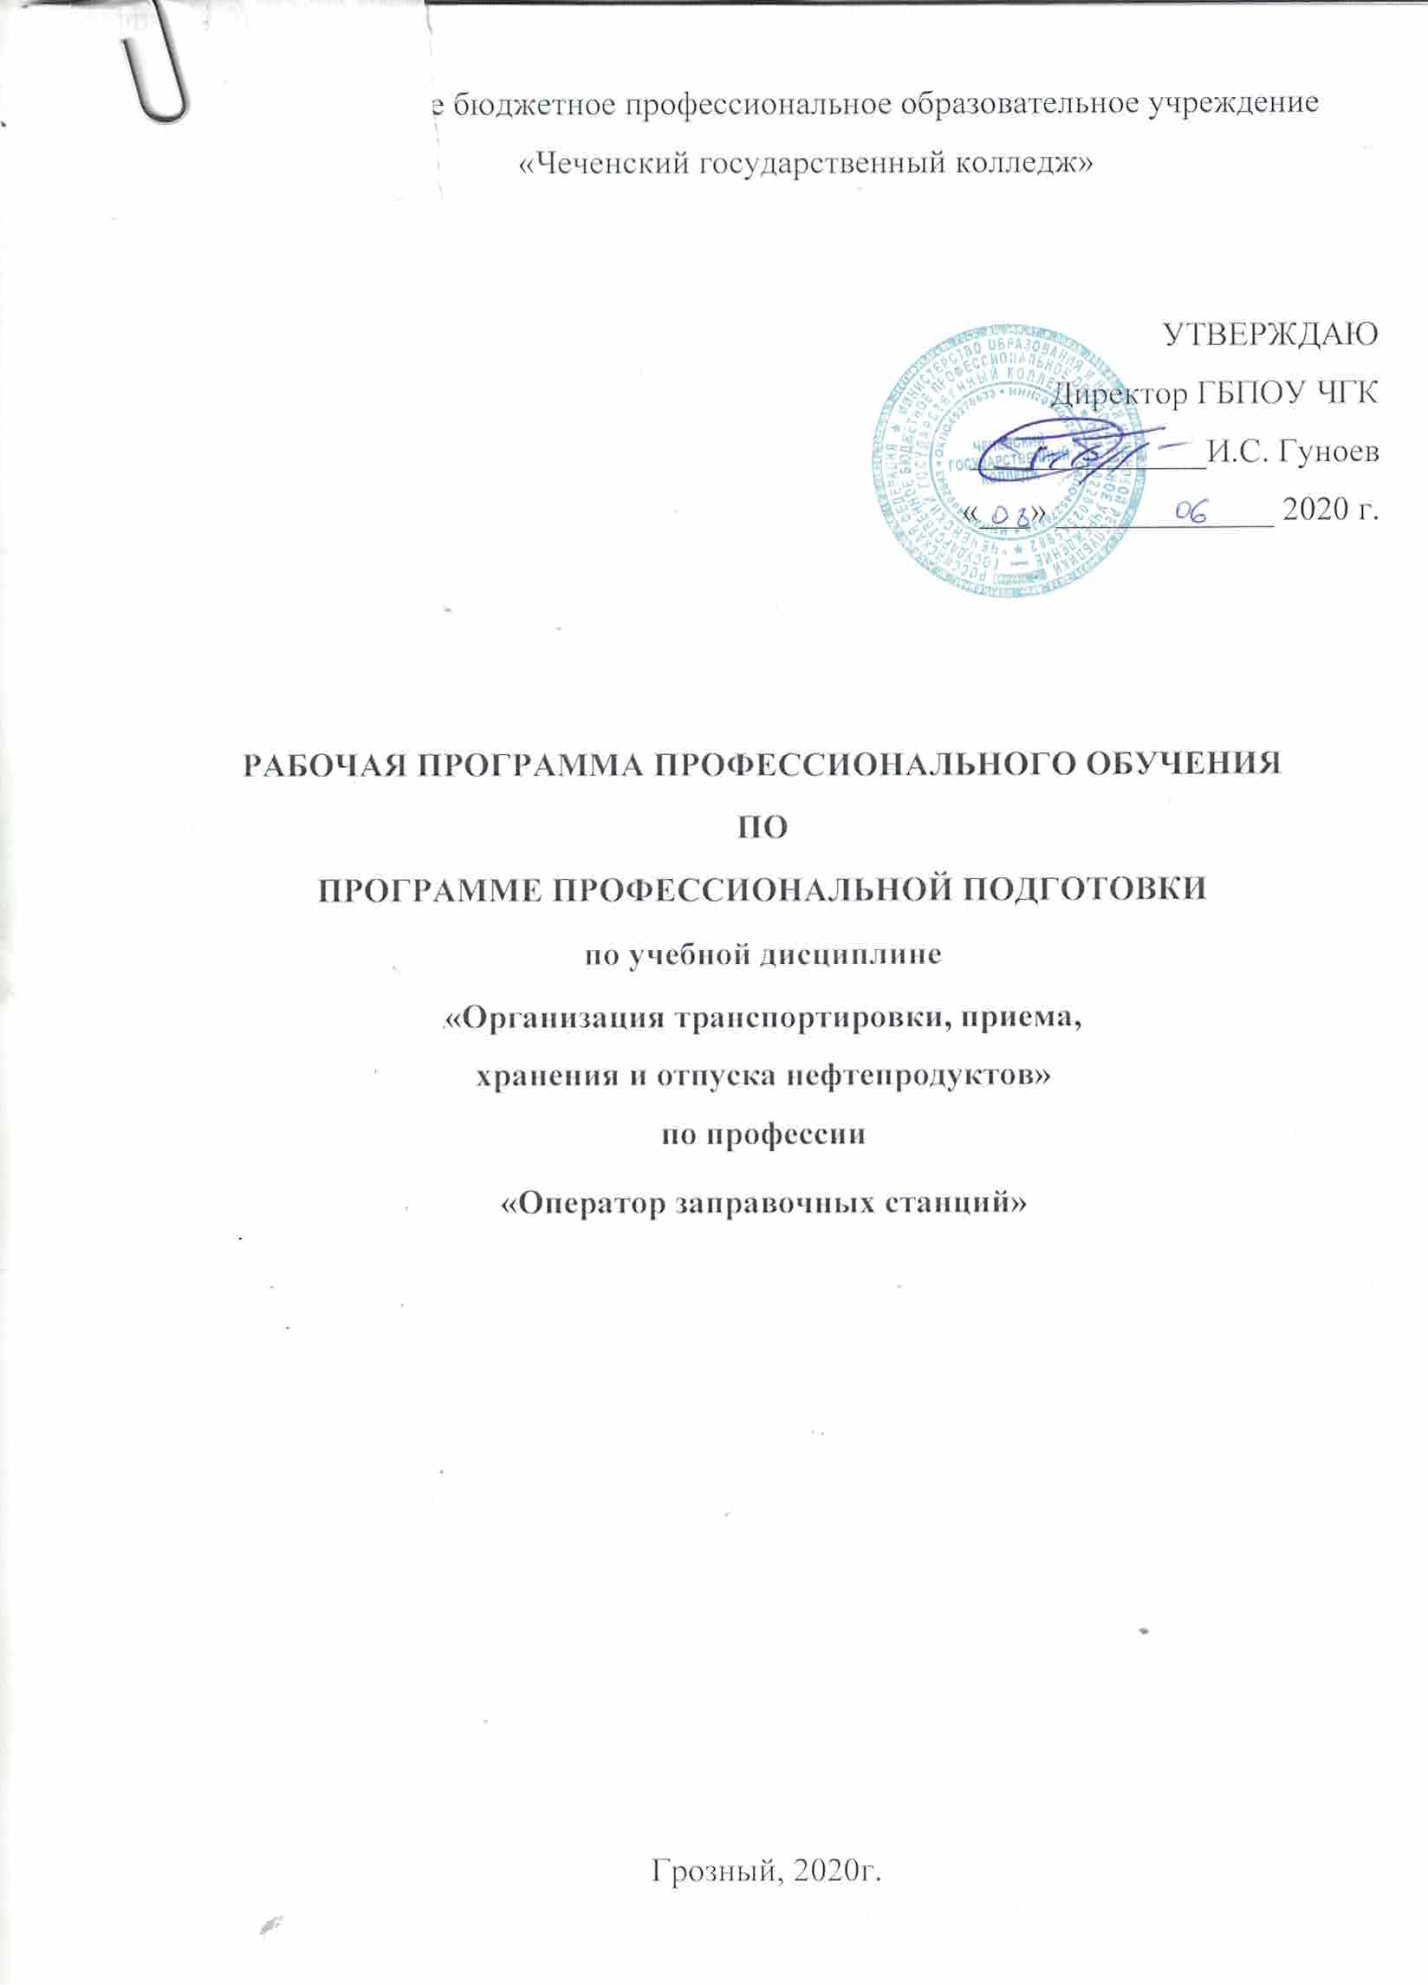 е бюджетное профессиональное образовательное учреждение
«Чеченский государственный колледж»
УТВЕРЖДАЮ
Директор ГБПОУ ЧГК
И.С. Гуноев
«03» 06 2020 г.
РАБОЧАЯ ПРОГРАММА ПРОФЕССИОНАЛЬНОГО ОБУЧЕНИЯ
ПО
ПРОГРАММЕ ПРОФЕССИОНАЛЬНОЙ ПОДГОТОВКИ
по учебной дисциплине
«Организация транспортировки, приема,
хранения и отпуска нефтепродуктов»
по профессии
«Оператор заправочных станций»
Грозный, 2020г.